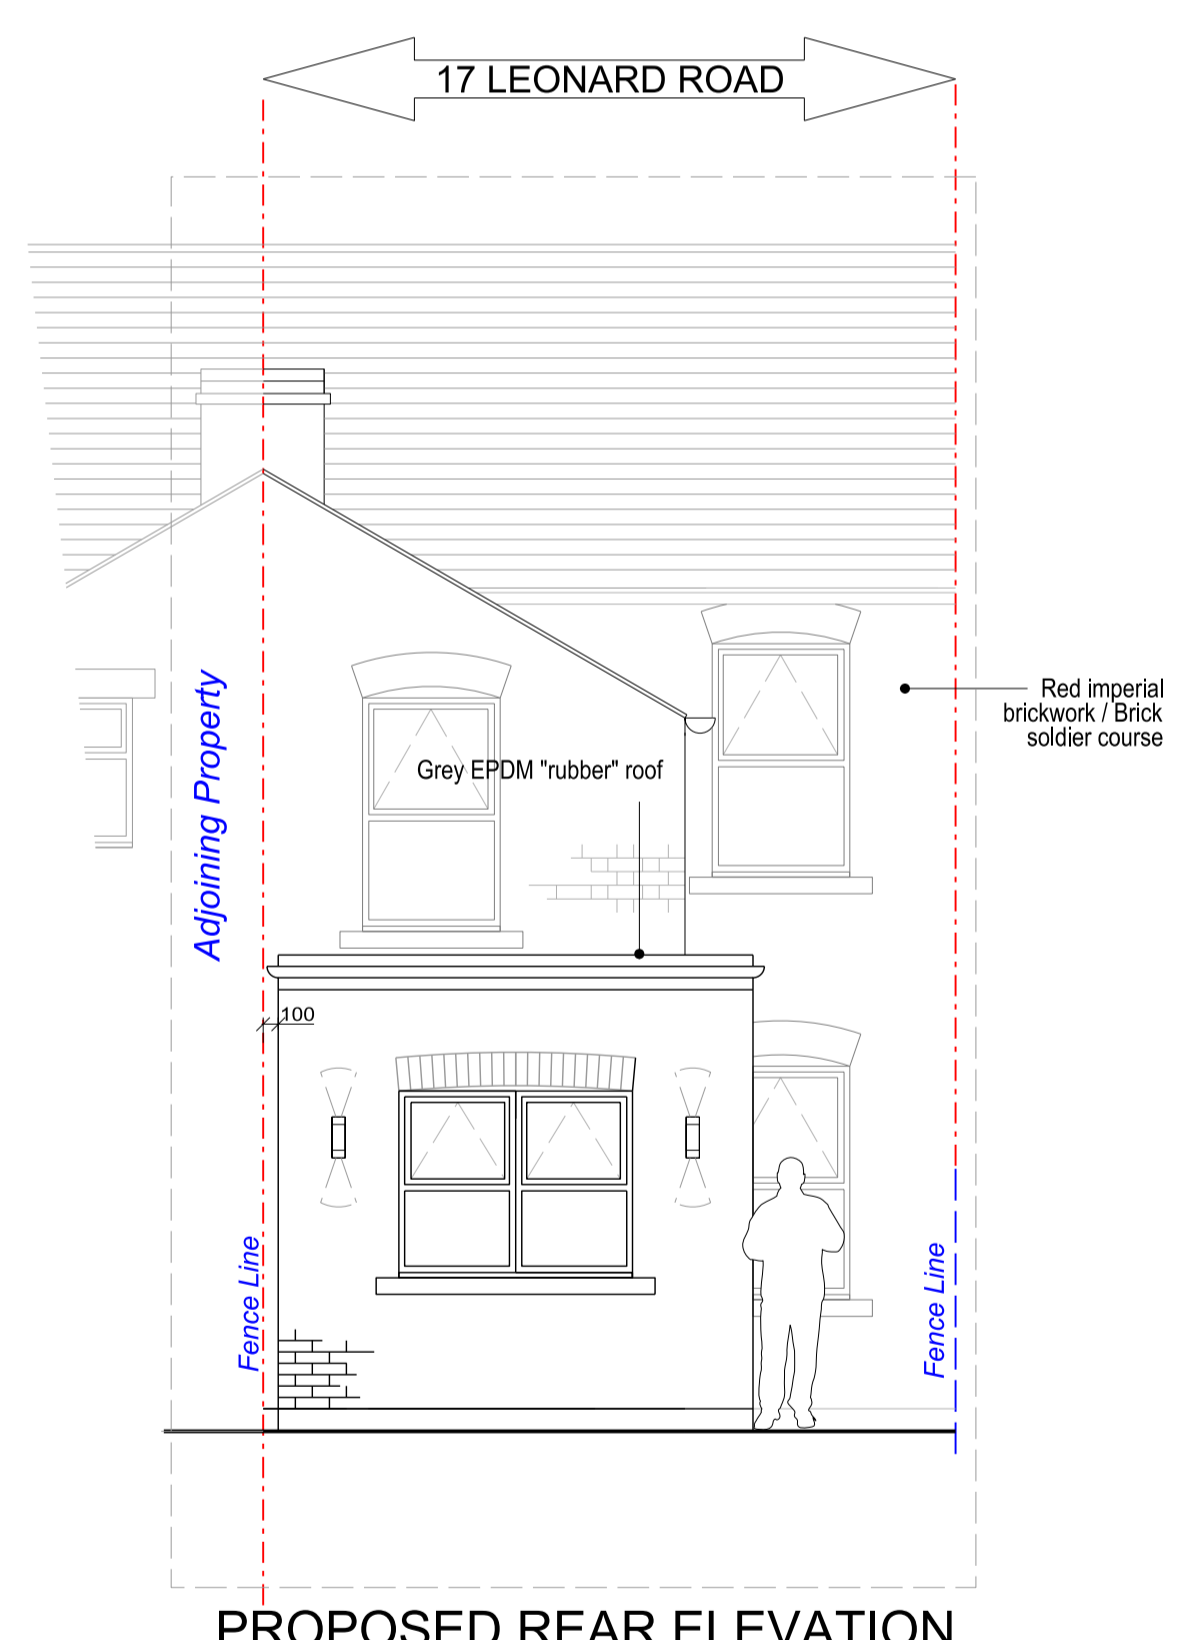 17 LEONARD ROAD
Red imperial
brickwork / Brick
soldier course
Adjoining Property
Grey EPDM "rubber" roof
100
Fence Line
Fence Line
PROPOSED REAR ELEVATION